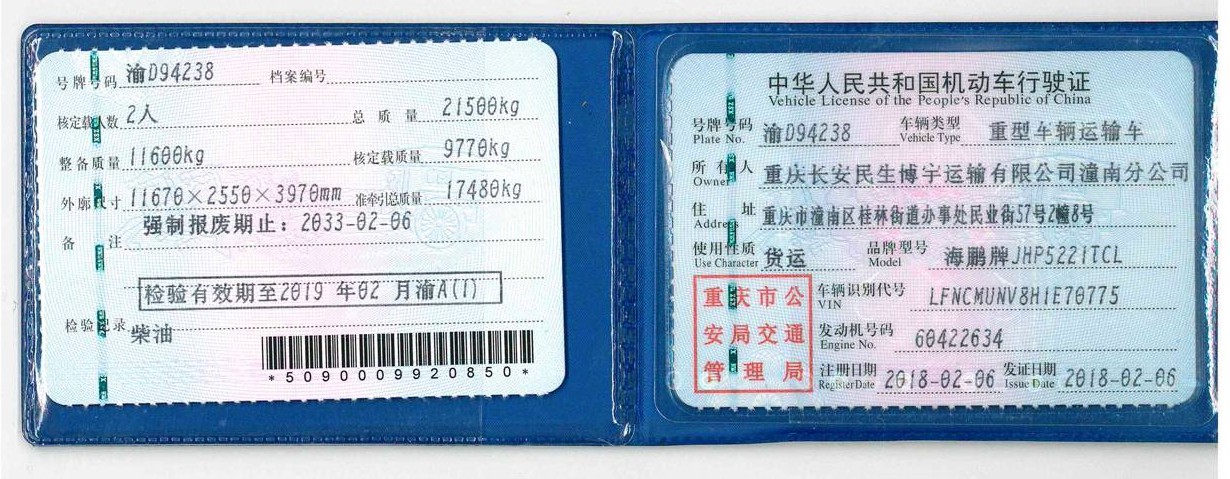 号牌号码 渝D94238 档案编号
核定载人数 2人 总质量 21500kg
整备质量 11600kg 核定载质量 9770kg
外廓尺寸 11670×2550×3970mm 准牵引总质量 17480kg
强制报废期止：2033-02-06
备注
检验有效期至2019 年02 月渝A(1)
检验记录
柴油
*5090009920850*
中华人民共和国机动车行驶证
Vehicle License of the People's Republic of China
号牌号码 渝D94238 车辆类型 重型车辆运输车
Plate No. Vehicle Type
所有人 重庆长安民生博宇运输有限公司潼南分公司
Owner
住址 重庆市潼南区桂林街道办事处民业街57号2幢8号
Address
使用性质 货运 品牌型号 海鹏牌JHP5221TCL
Use Character Model
重庆市公
安局交通
管理局
车辆识别代号 LFNCMUNV8H1E70775
VIN
发动机号码 60422634
Engine No.
注册日期 2018-02-06 发证日期 2018-02-06
Register Date Issue Date